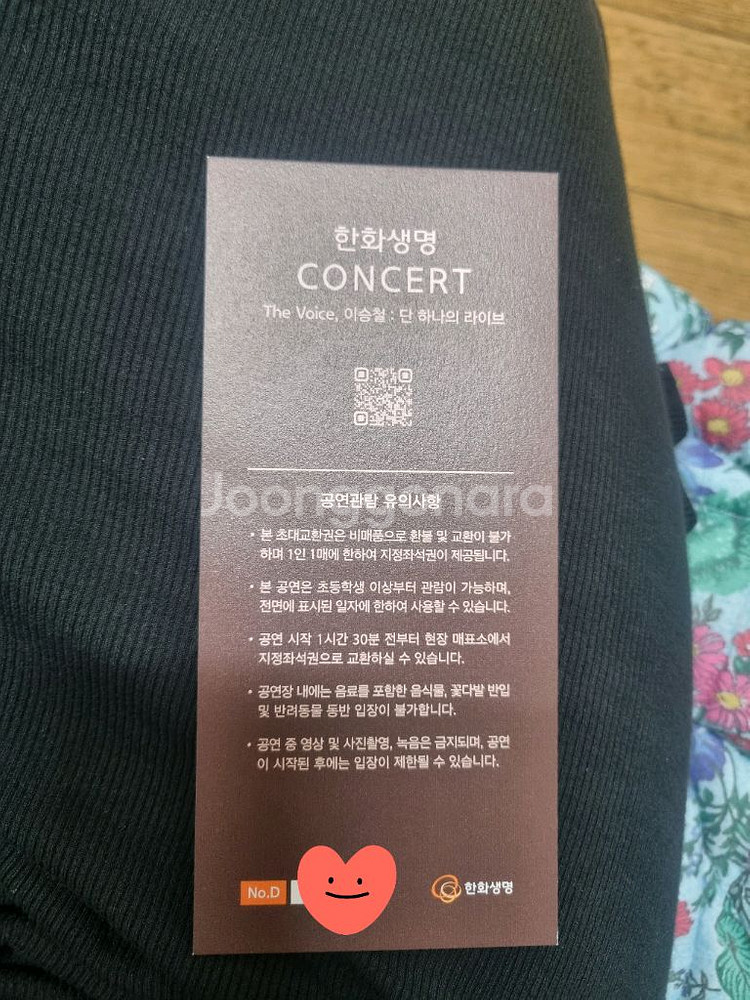 한화생명
CONCERT
The Voice, 이승철 : 단 하나의 라이브
Joonggonara
공연관람 유의사항
· 본 초대교환권은 비매품으로 환불 및 교환이 불가
하며 1인 1매에 한하여 지정좌석권이 제공됩니다.
· 본 공연은 초등학생 이상부터 관람이 가능하며,
전면에 표시된 일자에 한하여 사용할 수 있습니다.
· 공연 시작 1시간 30분 전부터 현장 매표소에서
지정좌석권으로 교환하실 수 있습니다.
· 공연장 내에는 음료를 포함한 음식물, 꽃다발 반입
및 반려동물 동반 입장이 불가합니다.
· 공연 중 영상 및 사진촬영, 녹음은 금지되며, 공연
이 시작된 후에는 입장이 제한될 수 있습니다.
No.D
한화생명